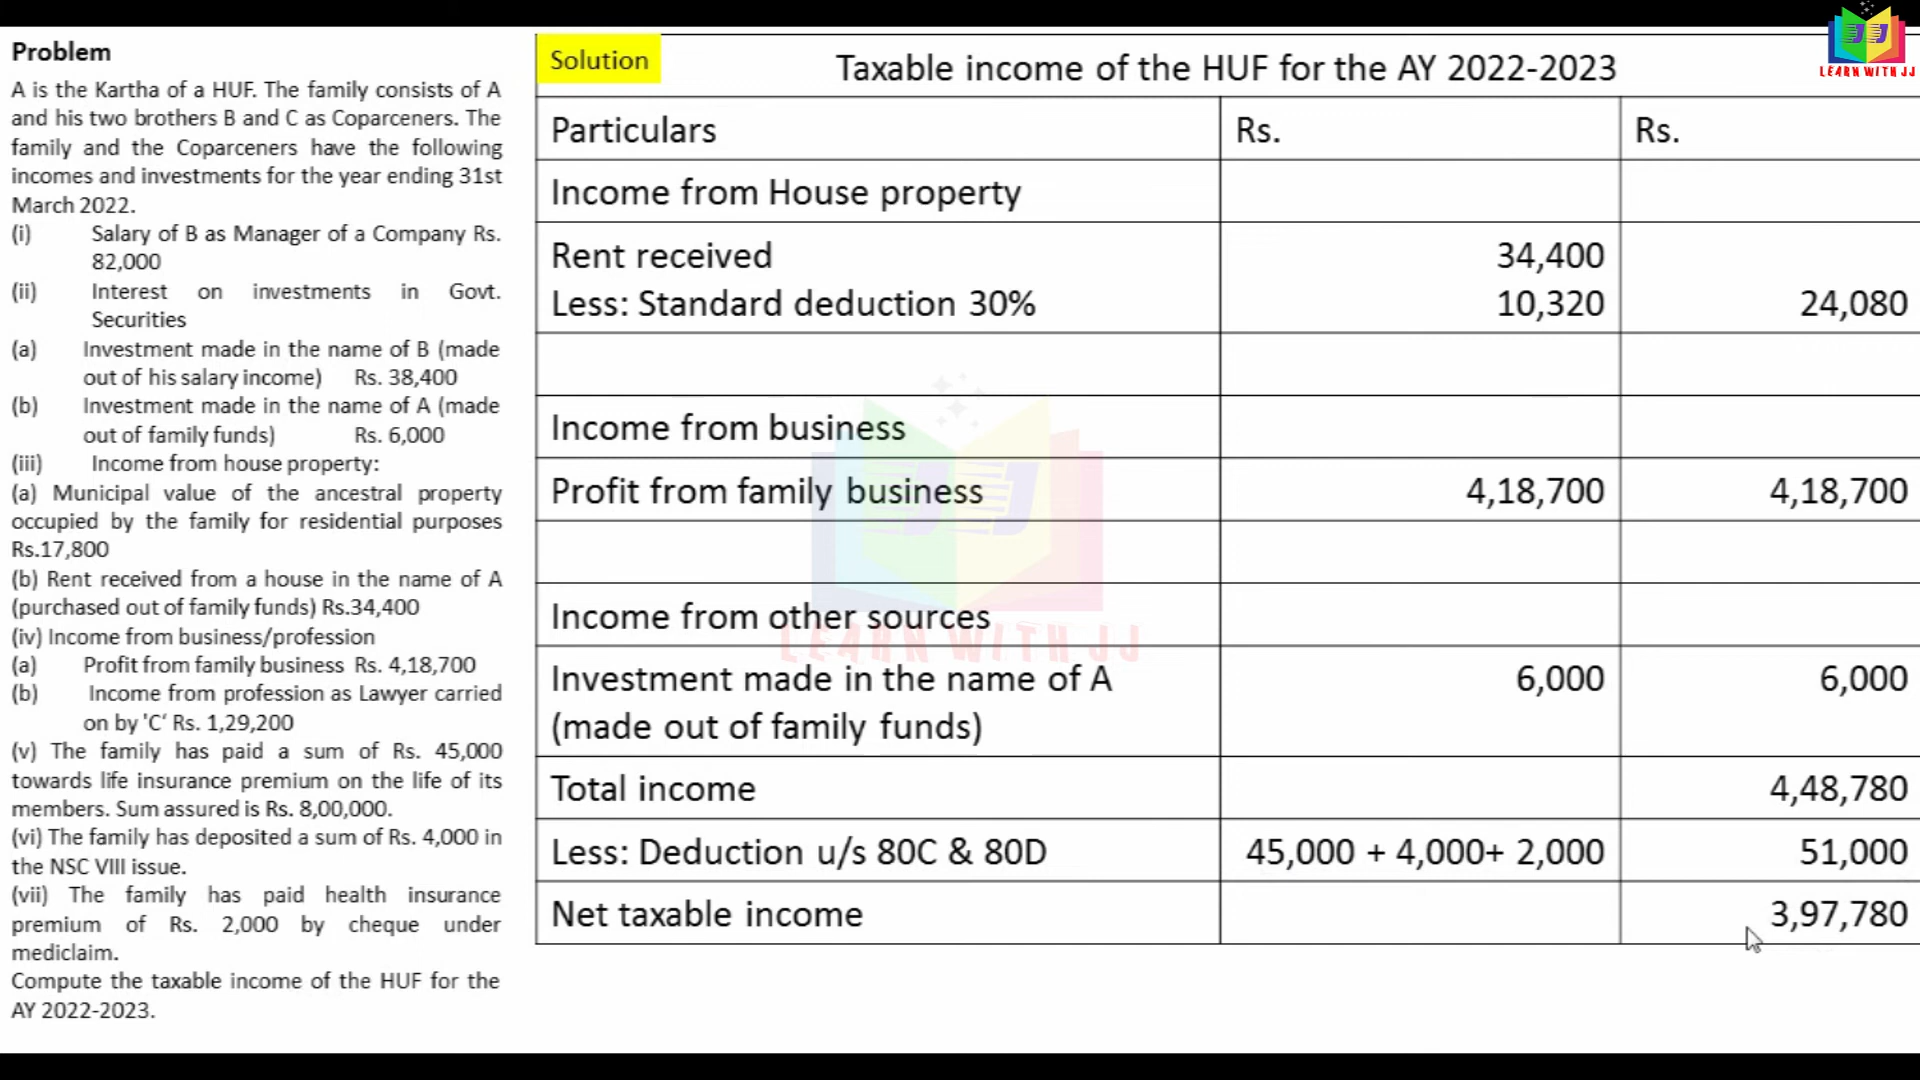 Problem
A is the Kartha of a HUF. The family consists of A
and his two brothers B and C as Coparceners. The
family and the Coparceners have the following
incomes and investments for the year ending 31st
March 2022.
(i) Salary of B as Manager of a Company Rs.
82,000
(ii) Interest on investments in Govt.
Securities
(a) Investment made in the name of B (made
out of his salary income) Rs. 38,400
(b) Investment made in the name of A (made
out of family funds) Rs. 6,000
(iii) Income from house property:
(a) Municipal value of the ancestral property
occupied by the family for residential purposes
Rs.17,800
(b) Rent received from a house in the name of A
(purchased out of family funds) Rs.34,400
(iv) Income from business/profession
(a) Profit from family business Rs. 4,18,700
(b) Income from profession as Lawyer carried
on by 'C' Rs. 1,29,200
(v) The family has paid a sum of Rs. 45,000
towards life insurance premium on the life of its
members. Sum assured is Rs. 8,00,000.
(vi) The family has deposited a sum of Rs. 4,000 in
the NSC VIII issue.
(vii) The family has paid health insurance
premium of Rs. 2,000 by cheque under
mediclaim.
Compute the taxable income of the HUF for the
AY 2022-2023.
Solution
Taxable income of the HUF for the AY 2022-2023
Particulars Rs. Rs.
Income from House property
Rent received 34,400
Less: Standard deduction 30% 10,320 24,080
Income from business
Profit from family business 4,18,700 4,18,700
Income from other sources
Investment made in the name of A 6,000 6,000
(made out of family funds)
Total income 4,48,780
Less: Deduction u/s 80C & 80D 45,000 + 4,000+ 2,000 51,000
Net taxable income 3,97,780
JJ
LEARN WITH JJ
JJ
LEARN WITH JJ